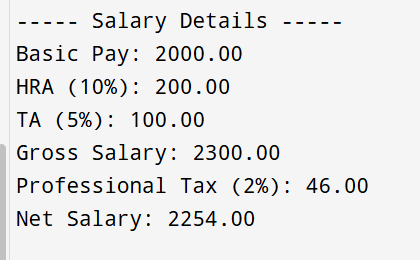 ----- Salary Details -----
Basic Pay: 2000.00
HRA (10%): 200.00
TA (5%): 100.00
Gross Salary: 2300.00
Professional Tax (2%): 46.00
Net Salary: 2254.00